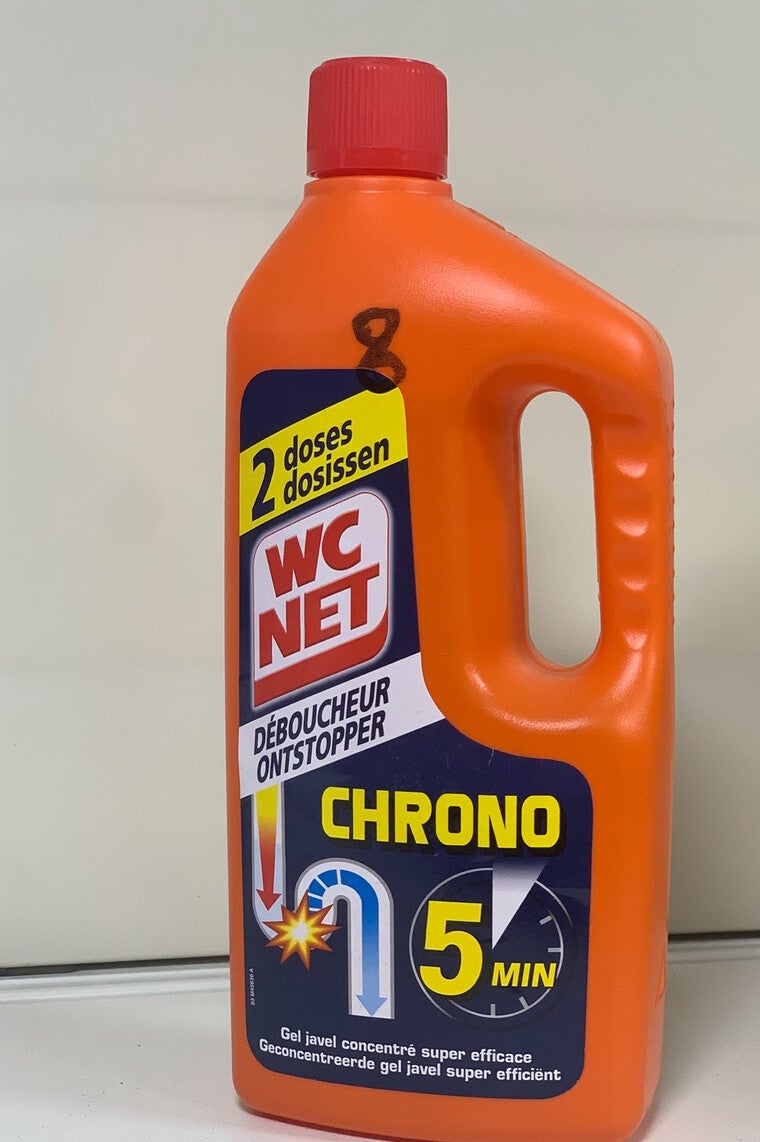 8
2 doses
dosissen
WC
NET
DÉBOUCHEUR
ONTSTOPPER
CHRONO
5 MIN
Gel javel concentré super efficace
Geconcentreerde gel javel super efficiënt